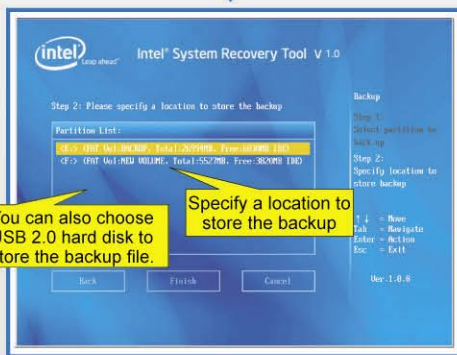 intel
Leap ahead™
Intel® System Recovery Tool V 1.0
Step 2: Please specify a location to store the backup
Partition List:
<E:> (FAT Vol:BACKUP, Total:26994MB, Free: IDE)
<F:> (FAT Vol:NEW VOLUME, Total:5527MB, Free:3820MB IDE)
You can also choose
USB 2.0 hard disk to
store the backup file.
Specify a location to
store the backup
Back
Finish
Cancel
Backup
Step 1:
Select partition to
back up
Step 2:
Specify location to
store backup
↑↓ = Move
Tab = Navigate
Enter = Action
Esc = Exit
Ver.1.0.6